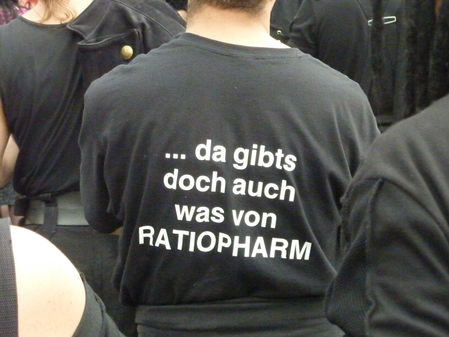 ... da gibts
doch auch
was von
RATIOPHARM